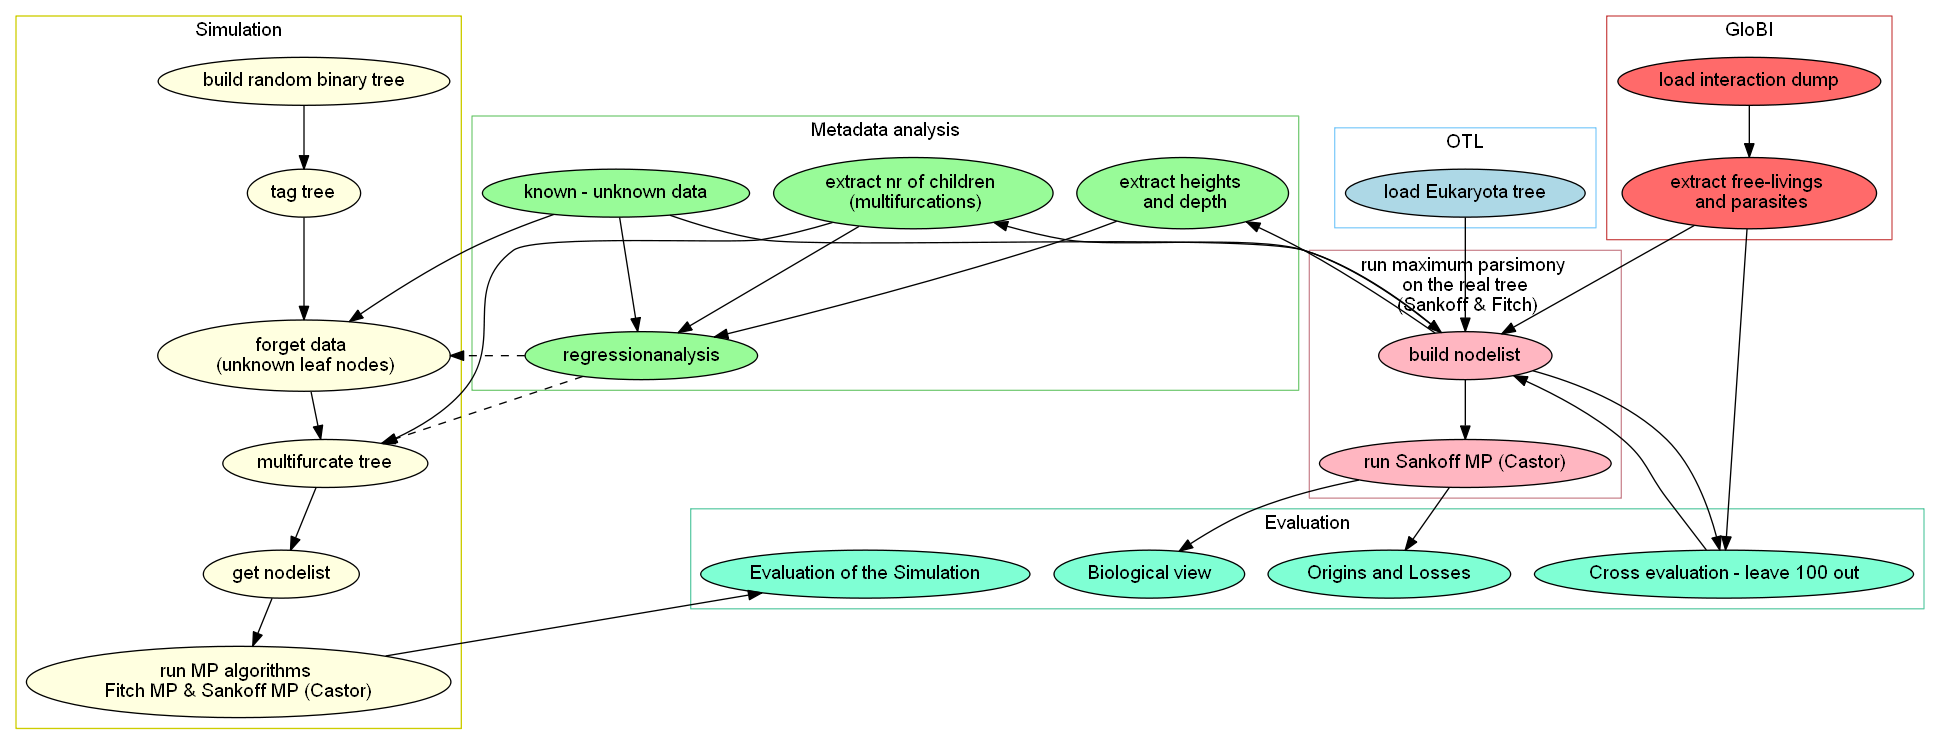 Simulation
build random binary tree
tag tree
forget data
(unknown leaf nodes)
multifurcate tree
get nodelist
run MP algorithms
Fitch MP & Sankoff MP (Castor)
Metadata analysis
known - unknown data
extract nr of children
(multifurcations)
extract heights
and depth
regressionanalysis
OTL
load Eukaryota tree
GloBI
load interaction dump
extract free-livings
and parasites
run maximum parsimony
on the real tree
(Sankoff & Fitch)
build nodelist
run Sankoff MP (Castor)
Evaluation
Evaluation of the Simulation
Biological view
Origins and Losses
Cross evaluation - leave 100 out